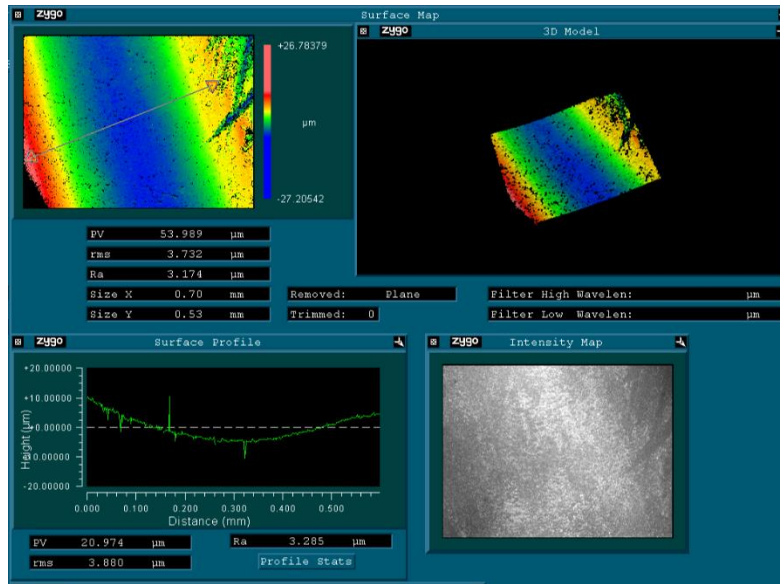 zygo Surface Map
+26.78379
µm
-27.20542
zygo 3D Model
PV 53.989 µm
rms 3.732 µm
Ra 3.174 µm
Size X 0.70 mm
Size Y 0.53 mm
Removed: Plane
Trimmed: 0
Filter High Wavelen: µm
Filter Low Wavelen: µm
zygo Surface Profile
+20.00000
+10.00000
+0.00000
-10.00000
-20.00000
Height (µm)
0.000 0.100 0.200 0.300 0.400 0.500
Distance (mm)
PV 20.974 µm
rms 3.880 µm
Ra 3.285 µm
Profile Stats
zygo Intensity Map